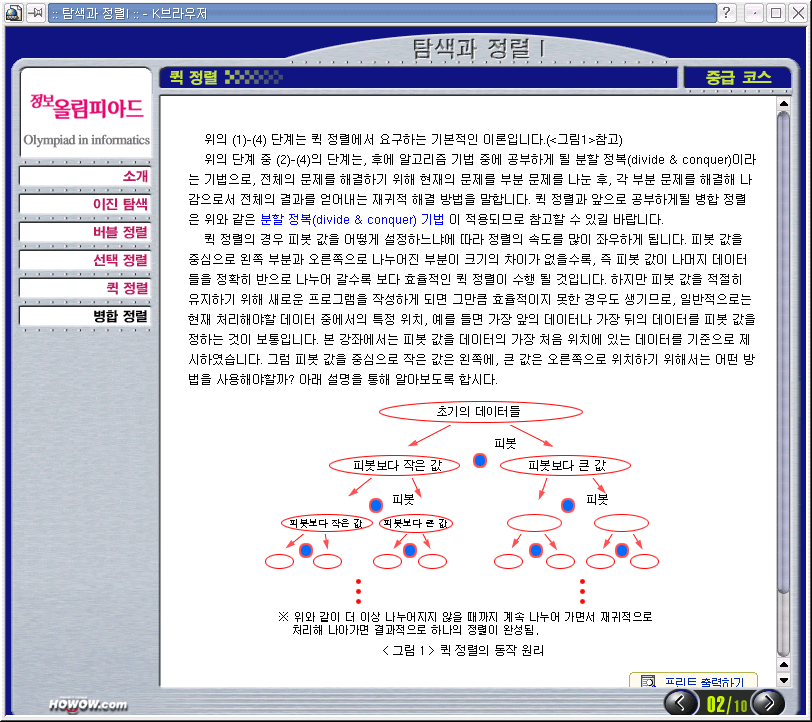 :: 탐색과 정렬I :: - K브라우저
탐색과 정렬 I
퀵 정렬
중급 코스
정보올림피아드
Olympiad in informatics
소개
이진 탐색
버블 정렬
선택 정렬
퀵 정렬
병합 정렬
위의 (1)-(4) 단계는 퀵 정렬에서 요구하는 기본적인 이론입니다.(<그림1>참고)
위의 단계 중 (2)-(4)의 단계는, 후에 알고리즘 기법 중에 공부하게 될 분할 정복(divide & conquer)이라
는 기법으로, 전체의 문제를 해결하기 위해 현재의 문제를 부분 문제를 나눈 후, 각 부분 문제를 해결해 나
감으로서 전체의 결과를 얻어내는 재귀적 해결 방법을 말합니다. 퀵 정렬과 앞으로 공부하게될 병합 정렬
은 위와 같은 분할 정복(divide & conquer) 기법 이 적용되므로 참고할 수 있길 바랍니다.
퀵 정렬의 경우 피봇 값을 어떻게 설정하느냐에 따라 정렬의 속도를 많이 좌우하게 됩니다. 피봇 값을
중심으로 왼쪽 부분과 오른쪽으로 나누어진 부분이 크기의 차이가 없을수록, 즉 피봇 값이 나머지 데이터
들을 정확히 반으로 나누어 갈수록 보다 효율적인 퀵 정렬이 수행 될 것입니다. 하지만 피봇 값을 적절히
유지하기 위해 새로운 프로그램을 작성하게 되면 그만큼 효율적이지 못한 경우도 생기므로, 일반적으로는
현재 처리해야할 데이터 중에서의 특정 위치, 예를 들면 가장 앞의 데이터나 가장 뒤의 데이터를 피봇 값을
정하는 것이 보통입니다. 본 강좌에서는 피봇 값을 데이터의 가장 처음 위치에 있는 데이터를 기준으로 제
시하였습니다. 그럼 피봇 값을 중심으로 작은 값은 왼쪽에, 큰 값은 오른쪽으로 위치하기 위해서는 어떤 방
법을 사용해야할까? 아래 설명을 통해 알아보도록 합시다.
초기의 데이터들
피봇
피봇보다 작은 값
피봇보다 큰 값
피봇
피봇
피봇보다 작은 값
피봇보다 큰 값
※ 위와 같이 더 이상 나누어지지 않을 때까지 계속 나누어 가면서 재귀적으로
처리해 나아가면 결과적으로 하나의 정렬이 완성됨.
< 그림 1 > 퀵 정렬의 동작 원리
프린트 출력하기
HOWOW.com
02/10